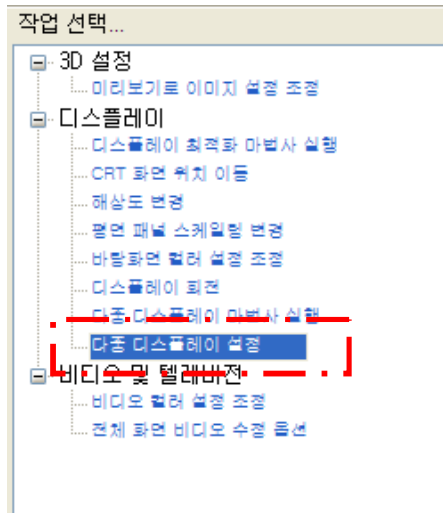 작업 선택...
3D 설정
미리보기로 이미지 설정 조정
디스플레이
디스플레이 최적화 마법사 실행
CRT 화면 위치 이동
해상도 변경
평면 패널 스케일링 변경
바탕화면 컬러 설정 조정
디스플레이 회전
다중 디스플레이 마법사 실행
다중 디스플레이 설정
비디오 및 텔레비전
비디오 컬러 설정 조정
전체 화면 비디오 수정 옵션